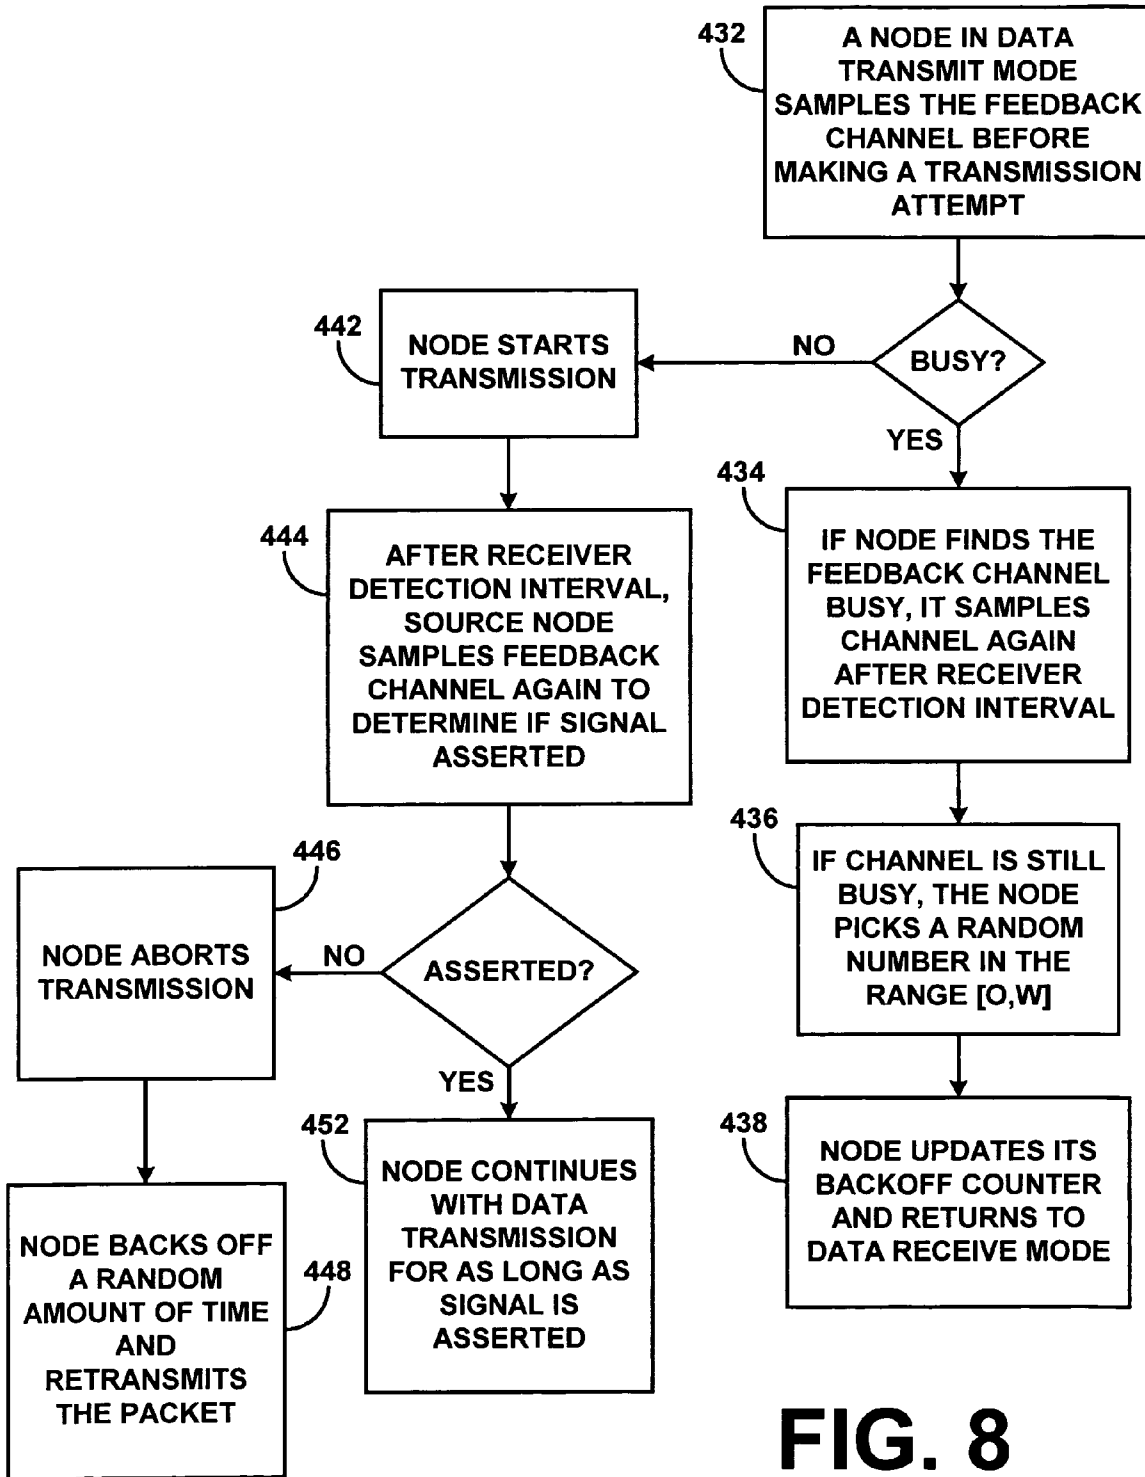 432
A NODE IN DATA
TRANSMIT MODE
SAMPLES THE FEEDBACK
CHANNEL BEFORE
MAKING A TRANSMISSION
ATTEMPT
BUSY?
NO
YES
442
NODE STARTS
TRANSMISSION
434
IF NODE FINDS THE
FEEDBACK CHANNEL
BUSY, IT SAMPLES
CHANNEL AGAIN
AFTER RECEIVER
DETECTION INTERVAL
444
AFTER RECEIVER
DETECTION INTERVAL,
SOURCE NODE
SAMPLES FEEDBACK
CHANNEL AGAIN TO
DETERMINE IF SIGNAL
ASSERTED
436
IF CHANNEL IS STILL
BUSY, THE NODE
PICKS A RANDOM
NUMBER IN THE
RANGE [O,W]
446
NODE ABORTS
TRANSMISSION
NO
ASSERTED?
YES
438
NODE UPDATES ITS
BACKOFF COUNTER
AND RETURNS TO
DATA RECEIVE MODE
452
NODE CONTINUES
WITH DATA
TRANSMISSION
FOR AS LONG AS
SIGNAL IS
ASSERTED
448
NODE BACKS OFF
A RANDOM
AMOUNT OF TIME
AND
RETRANSMITS
THE PACKET
FIG. 8